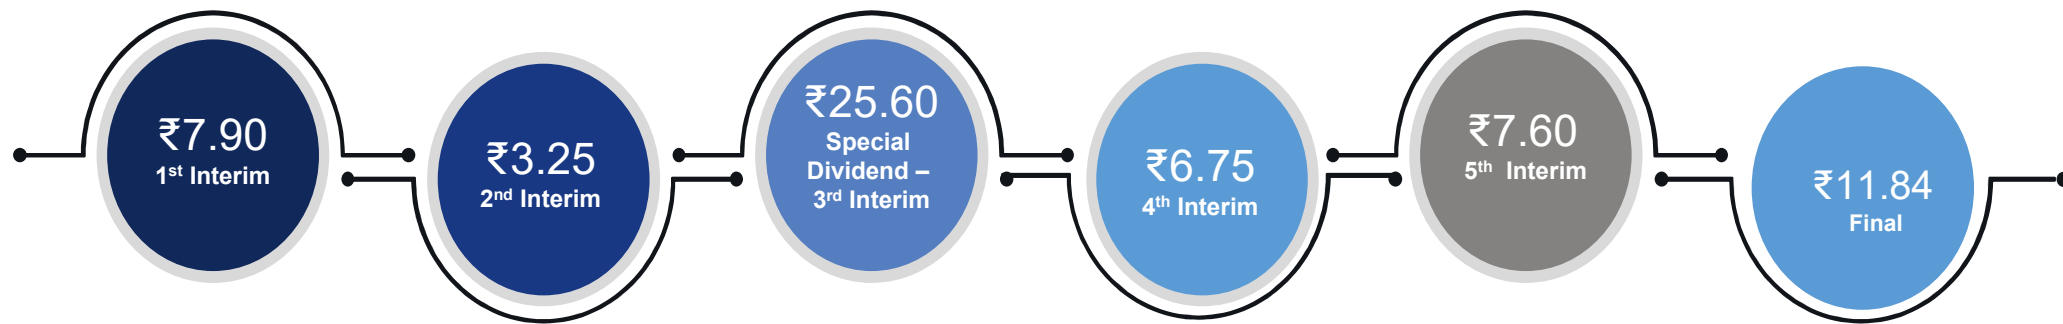 ₹7.90
1st Interim
₹3.25
2nd Interim
₹25.60
Special
Dividend –
3rd Interim
₹6.75
4th Interim
₹7.60
5th Interim
₹11.84
Final